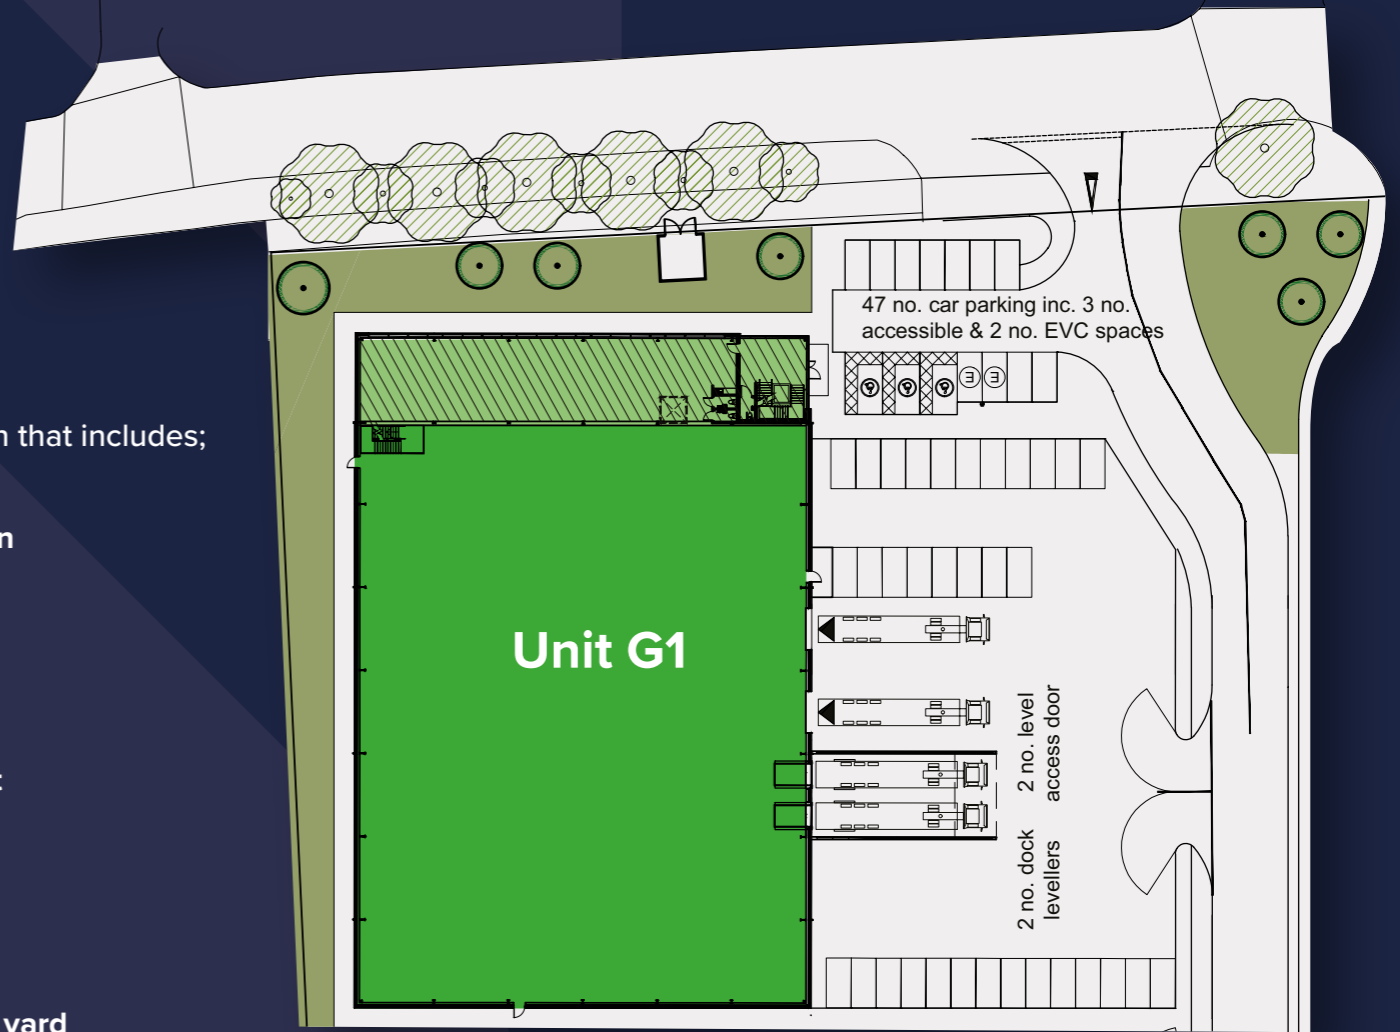 47 no. car parking inc. 3 no.
accessible & 2 no. EVC spaces
that includes;
Unit G1
2 no. level
access door
2 no. dock
levellers
yard